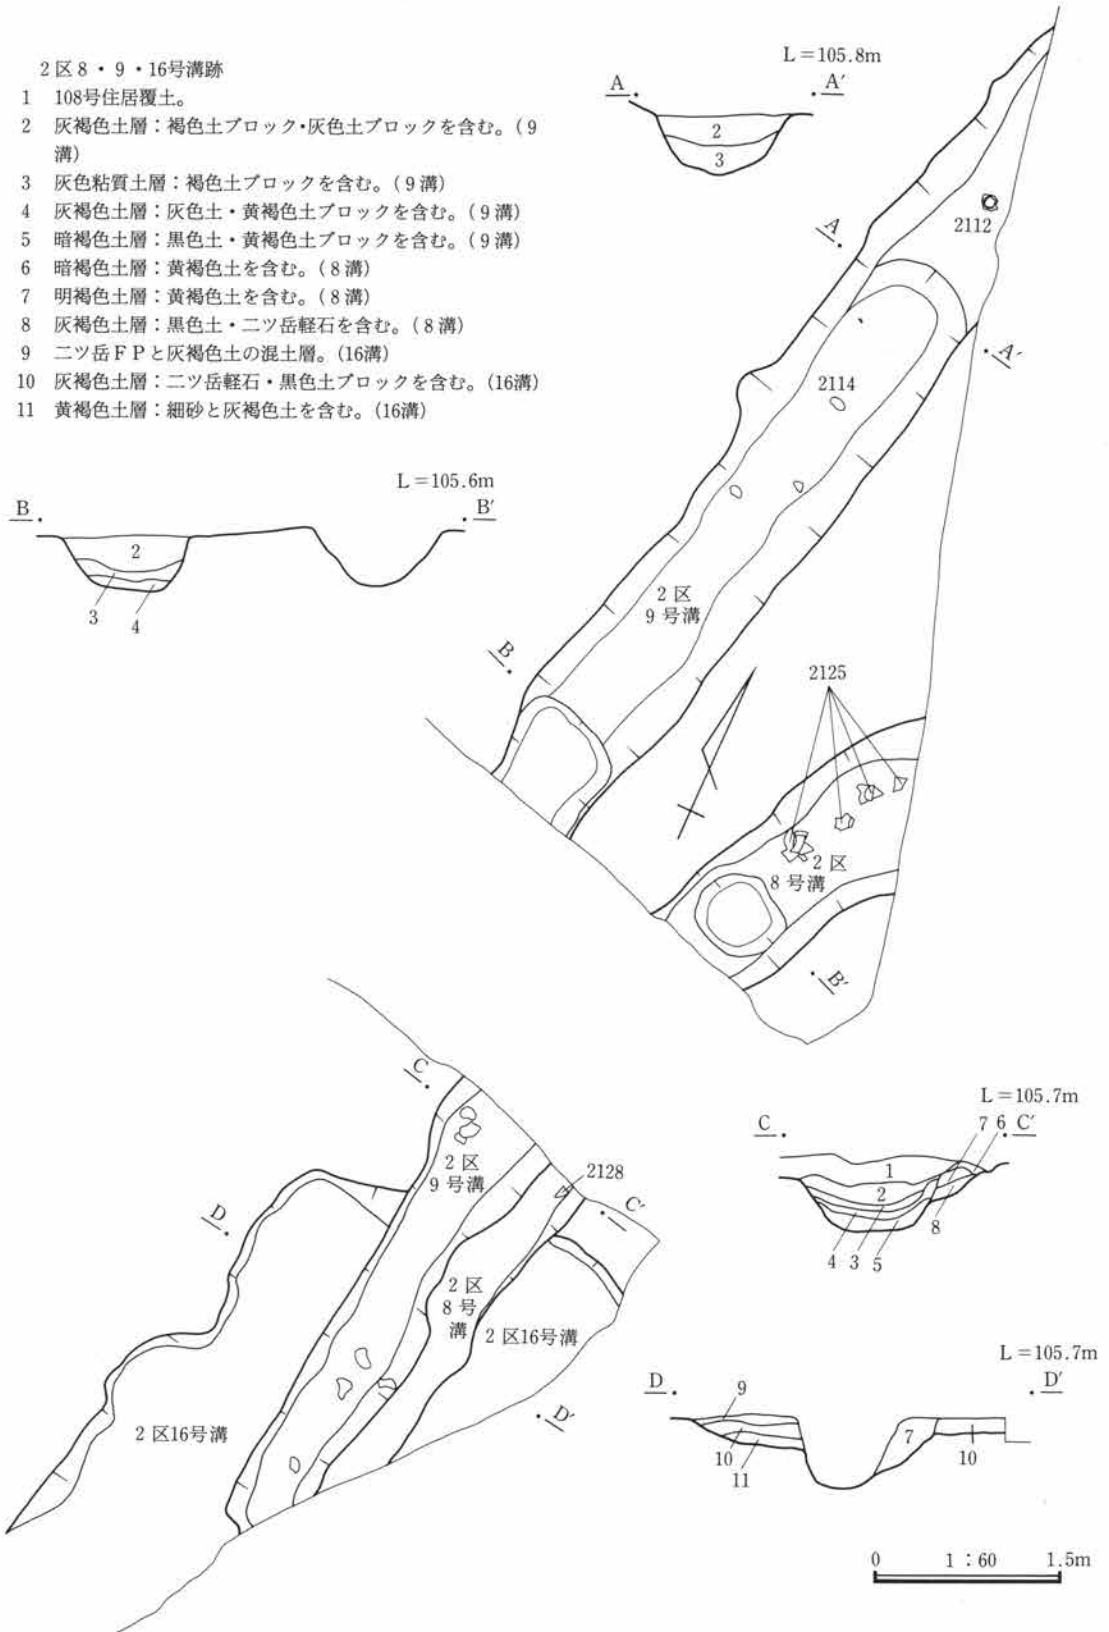 2区8・9・16号溝跡
1 108号住居覆土。
2 灰褐色土層：褐色土ブロック・灰色土ブロックを含む。(9
溝)
3 灰色粘質土層：褐色土ブロックを含む。(9溝)
4 灰褐色土層：灰色土・黄褐色土ブロックを含む。(9溝)
5 暗褐色土層：黒色土・黄褐色土ブロックを含む。(9溝)
6 暗褐色土層：黄褐色土を含む。(8溝)
7 明褐色土層：黄褐色土を含む。(8溝)
8 灰褐色土層：黒色土・二ツ岳軽石を含む。(8溝)
9 二ツ岳FPと灰褐色土の混土層。(16溝)
10 灰褐色土層：二ツ岳軽石・黒色土ブロックを含む。(16溝)
11 黄褐色土層：細砂と灰褐色土を含む。(16溝)
L＝105.8m
A A′
2
3
2112
A
A′
2114
L＝105.6m
B B′
2
3
4
2区
9号溝
B
2125
2区
8号溝
B′
C
2区
9号溝
2128
C′
D
2区
8号
溝
2区16号溝
2区16号溝
D′
L＝105.7m
C 7 6 C′
1
2
8
4 3 5
L＝105.7m
D D′
9
7
10 10
11
0 1：60 1.5m